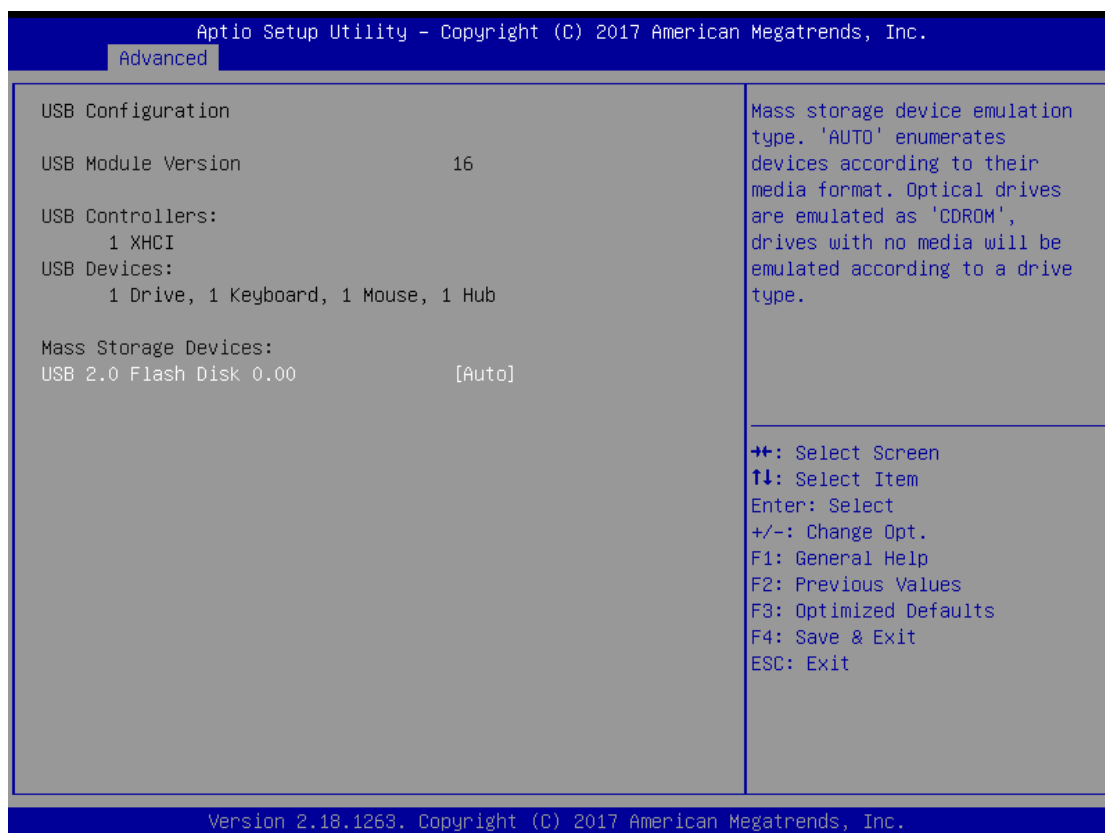 Aptio Setup Utility – Copyright (C) 2017 American Megatrends, Inc.
Advanced
USB Configuration
USB Module Version 16
USB Controllers:
1 XHCI
USB Devices:
1 Drive, 1 Keyboard, 1 Mouse, 1 Hub
Mass Storage Devices:
USB 2.0 Flash Disk 0.00 [Auto]
Mass storage device emulation
type. 'AUTO' enumerates
devices according to their
media format. Optical drives
are emulated as 'CDROM',
drives with no media will be
emulated according to a drive
type.
→←: Select Screen
↑↓: Select Item
Enter: Select
+/-: Change Opt.
F1: General Help
F2: Previous Values
F3: Optimized Defaults
F4: Save & Exit
ESC: Exit
Version 2.18.1263. Copyright (C) 2017 American Megatrends, Inc.